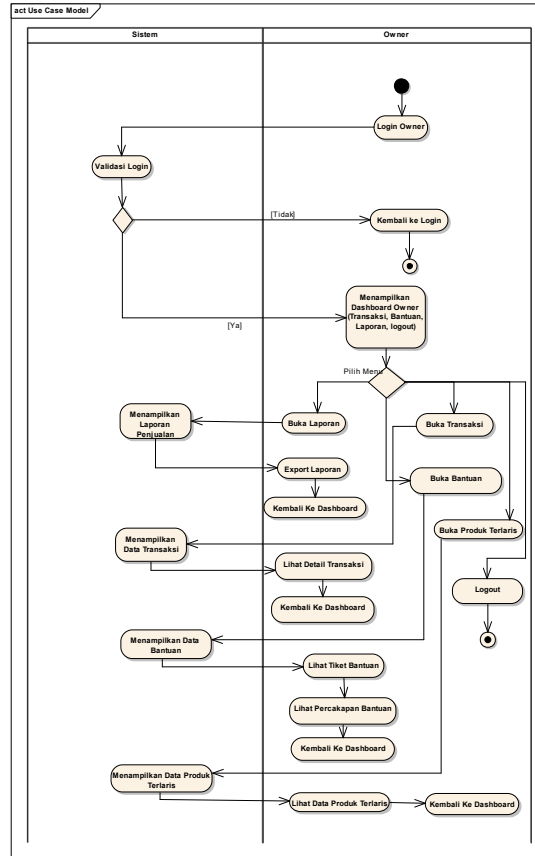 act Use Case Model
Sistem
Owner
Login Owner
Validasi Login
[Tidak]
Kembali ke Login
Menampilkan
Dashboard Owner
(Transaksi, Bantuan,
Laporan, logout)
[Ya]
Pilih Menu
Menampilkan
Laporan
Penjualan
Buka Laporan
Buka Transaksi
Export Laporan
Buka Bantuan
Kembali Ke Dashboard
Buka Produk Terlaris
Menampilkan
Data Transaksi
Lihat Detail Transaksi
Logout
Kembali Ke Dashboard
Menampilkan Data
Bantuan
Lihat Tiket Bantuan
Lihat Percakapan Bantuan
Kembali Ke Dashboard
Menampilkan Data Produk
Terlaris
Lihat Data Produk Terlaris
Kembali Ke Dashboard